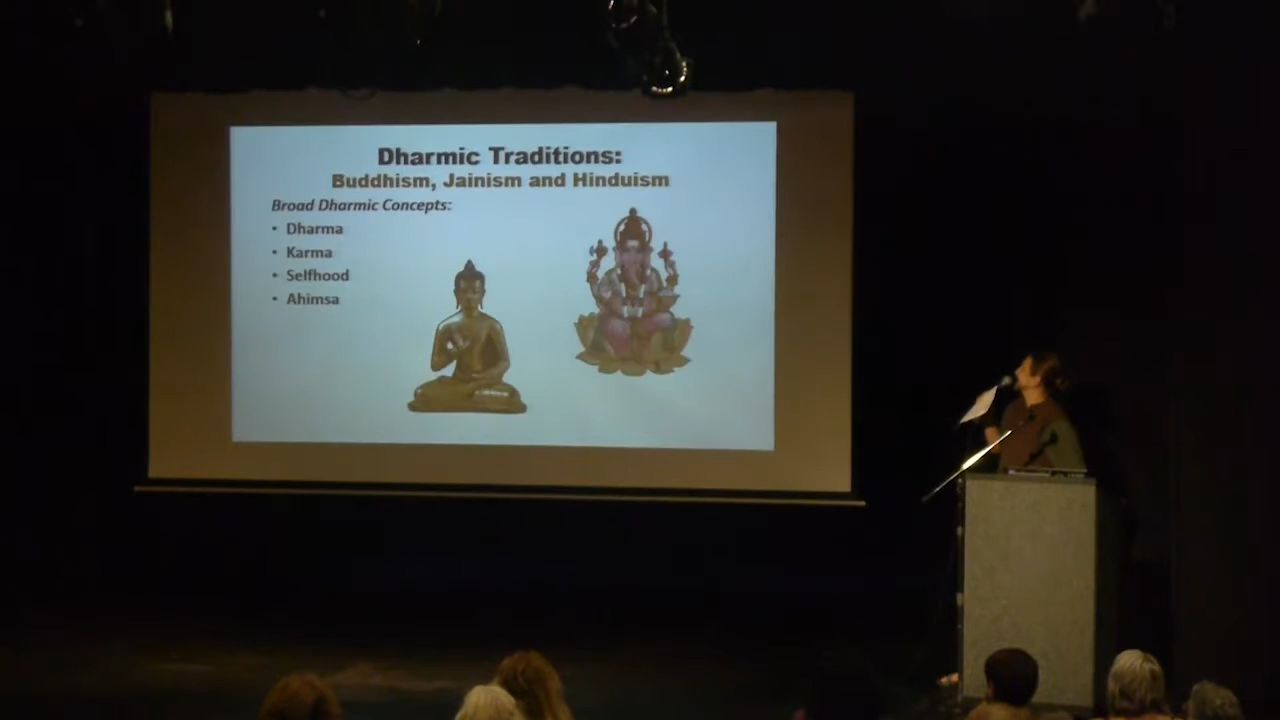 Dharmic Traditions:
Buddhism, Jainism and Hinduism
Broad Dharmic Concepts:
• Dharma
• Karma
• Selfhood
• Ahimsa